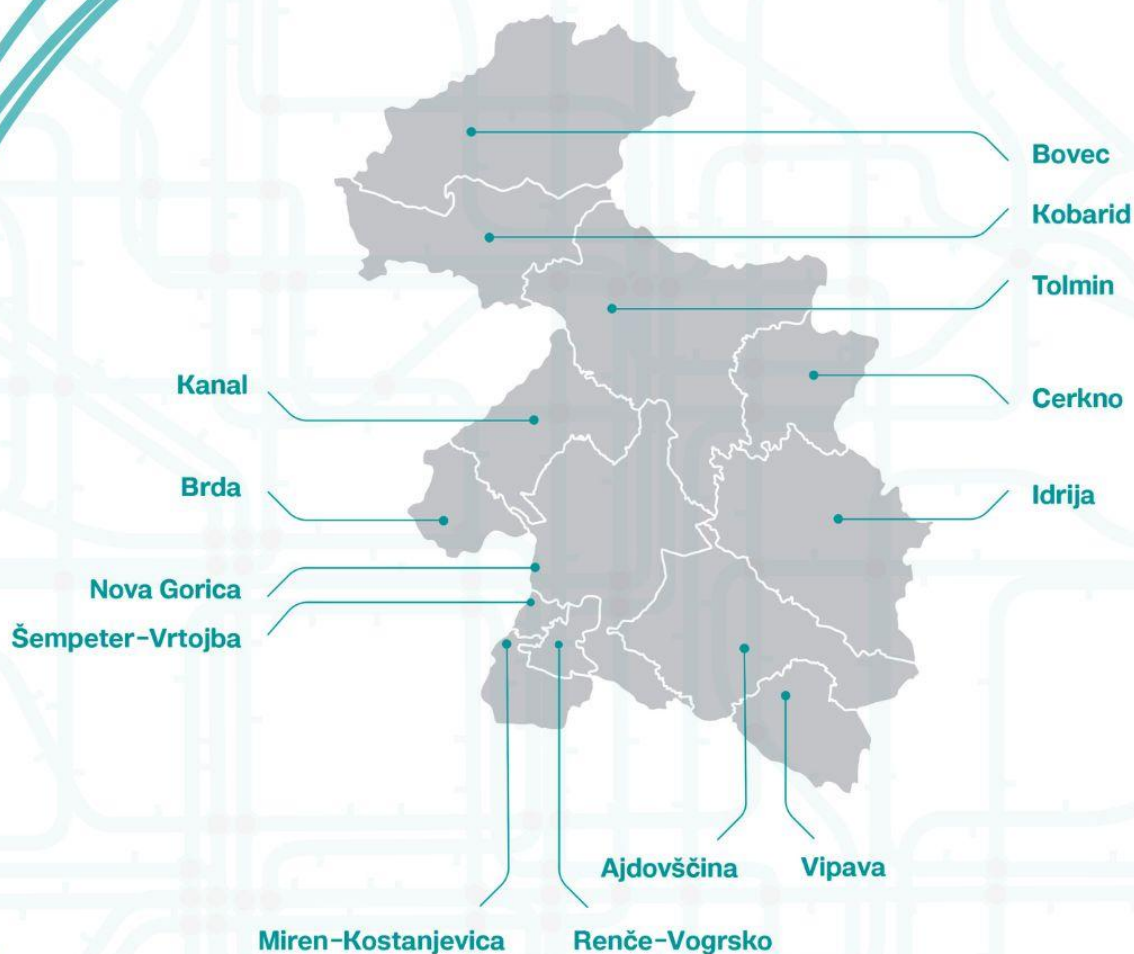 Bovec
Kobarid
Tolmin
Kanal
Cerkno
Brda
Idrija
Nova Gorica
Šempeter-Vrtojba
Ajdovščina
Vipava
Miren-Kostanjevica
Renče-Vogrsko